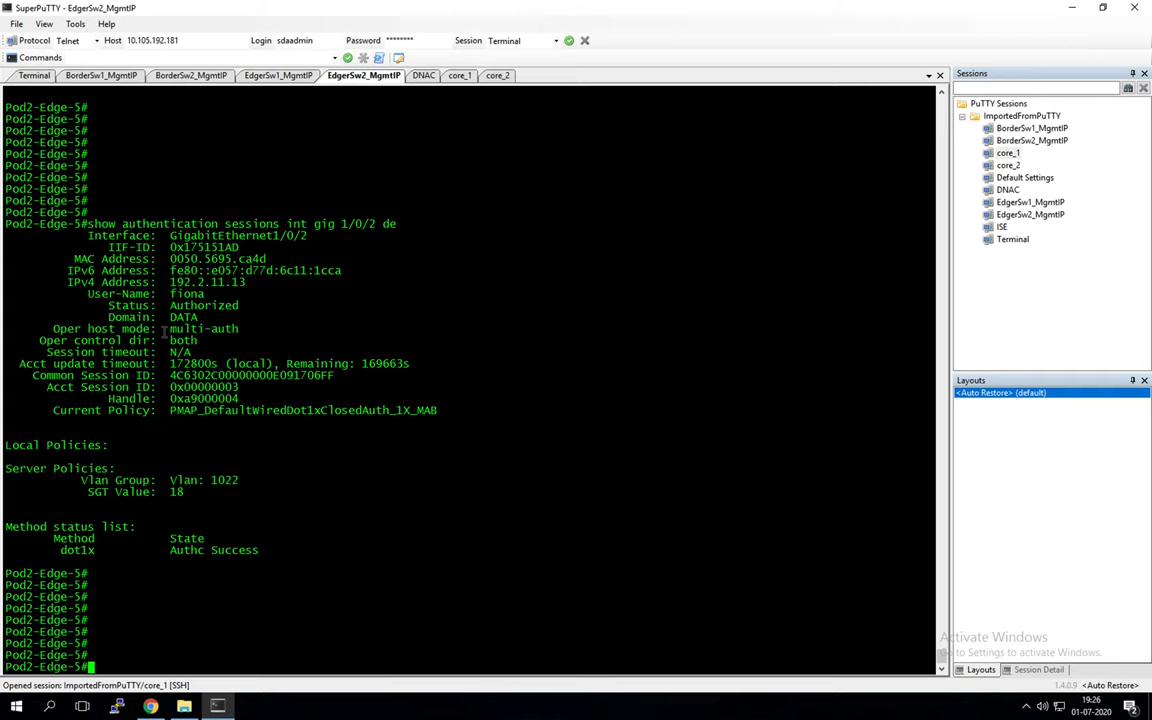 SuperPuTTY - EdgerSw2_MgmtIP
File View Tools Help
Protocol Telnet Host 10.105.192.181 Login sdaadmin Password ******** Session Terminal
Commands
Terminal BorderSw1_MgmtIP BorderSw2_MgmtIP EdgerSw1_MgmtIP EdgerSw2_MgmtIP DNAC core_1 core_2
Pod2-Edge-5#
Pod2-Edge-5#
Pod2-Edge-5#
Pod2-Edge-5#
Pod2-Edge-5#
Pod2-Edge-5#
Pod2-Edge-5#
Pod2-Edge-5#
Pod2-Edge-5#
Pod2-Edge-5#
Pod2-Edge-5#show authentication sessions int gig 1/0/2 de
Interface: GigabitEthernet1/0/2
IIF-ID: 0x175151AD
MAC Address: 0050.5695.ca4d
IPv6 Address: fe80::e057:d77d:6c11:1cca
IPv4 Address: 192.2.11.13
User-Name: fiona
Status: Authorized
Domain: DATA
Oper host mode: multi-auth
Oper control dir: both
Session timeout: N/A
Acct update timeout: 172800s (local), Remaining: 169663s
Common Session ID: 4C6302C00000000E091706FF
Acct Session ID: 0x00000003
Handle: 0xa9000004
Current Policy: PMAP_DefaultWiredDot1xClosedAuth_1X_MAB
Local Policies:
Server Policies:
Vlan Group: Vlan: 1022
SGT Value: 18
Method status list:
Method State
dot1x Authc Success
Pod2-Edge-5#
Pod2-Edge-5#
Pod2-Edge-5#
Pod2-Edge-5#
Pod2-Edge-5#
Pod2-Edge-5#
Pod2-Edge-5#
Pod2-Edge-5#
Pod2-Edge-5#
Sessions
PuTTY Sessions
ImportedFromPuTTY
BorderSw1_MgmtIP
BorderSw2_MgmtIP
core_1
core_2
Default Settings
DNAC
EdgerSw1_MgmtIP
EdgerSw2_MgmtIP
ISE
Terminal
Layouts
<Auto Restore> (default)
Activate Windows
Go to Settings to activate Windows.
Layouts Session Detail
Opened session: ImportedFromPuTTY/core_1 [SSH] 1.4.0.9 <Auto Restore>
19:26
01-07-2020
2